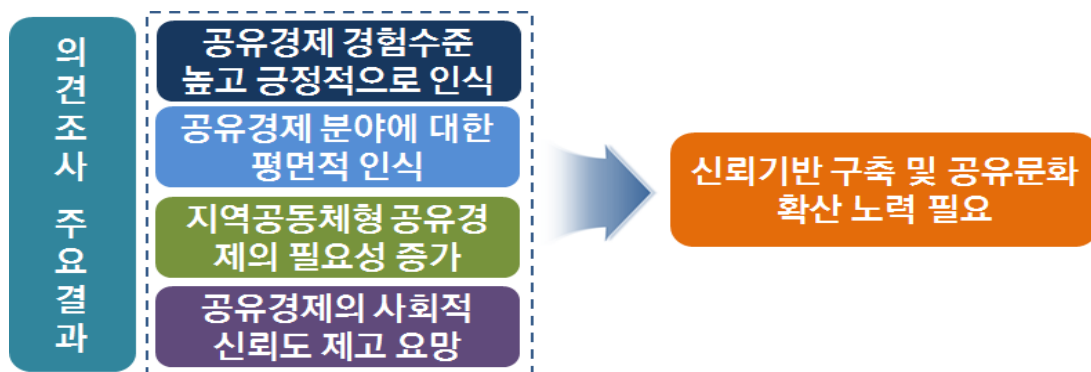 의견조사 주요결과
공유경제 경험수준
높고 긍정적으로 인식
공유경제 분야에 대한
평면적 인식
지역공동체형 공유경
제의 필요성 증가
공유경제의 사회적
신뢰도 제고 요망
신뢰기반 구축 및 공유문화
확산 노력 필요